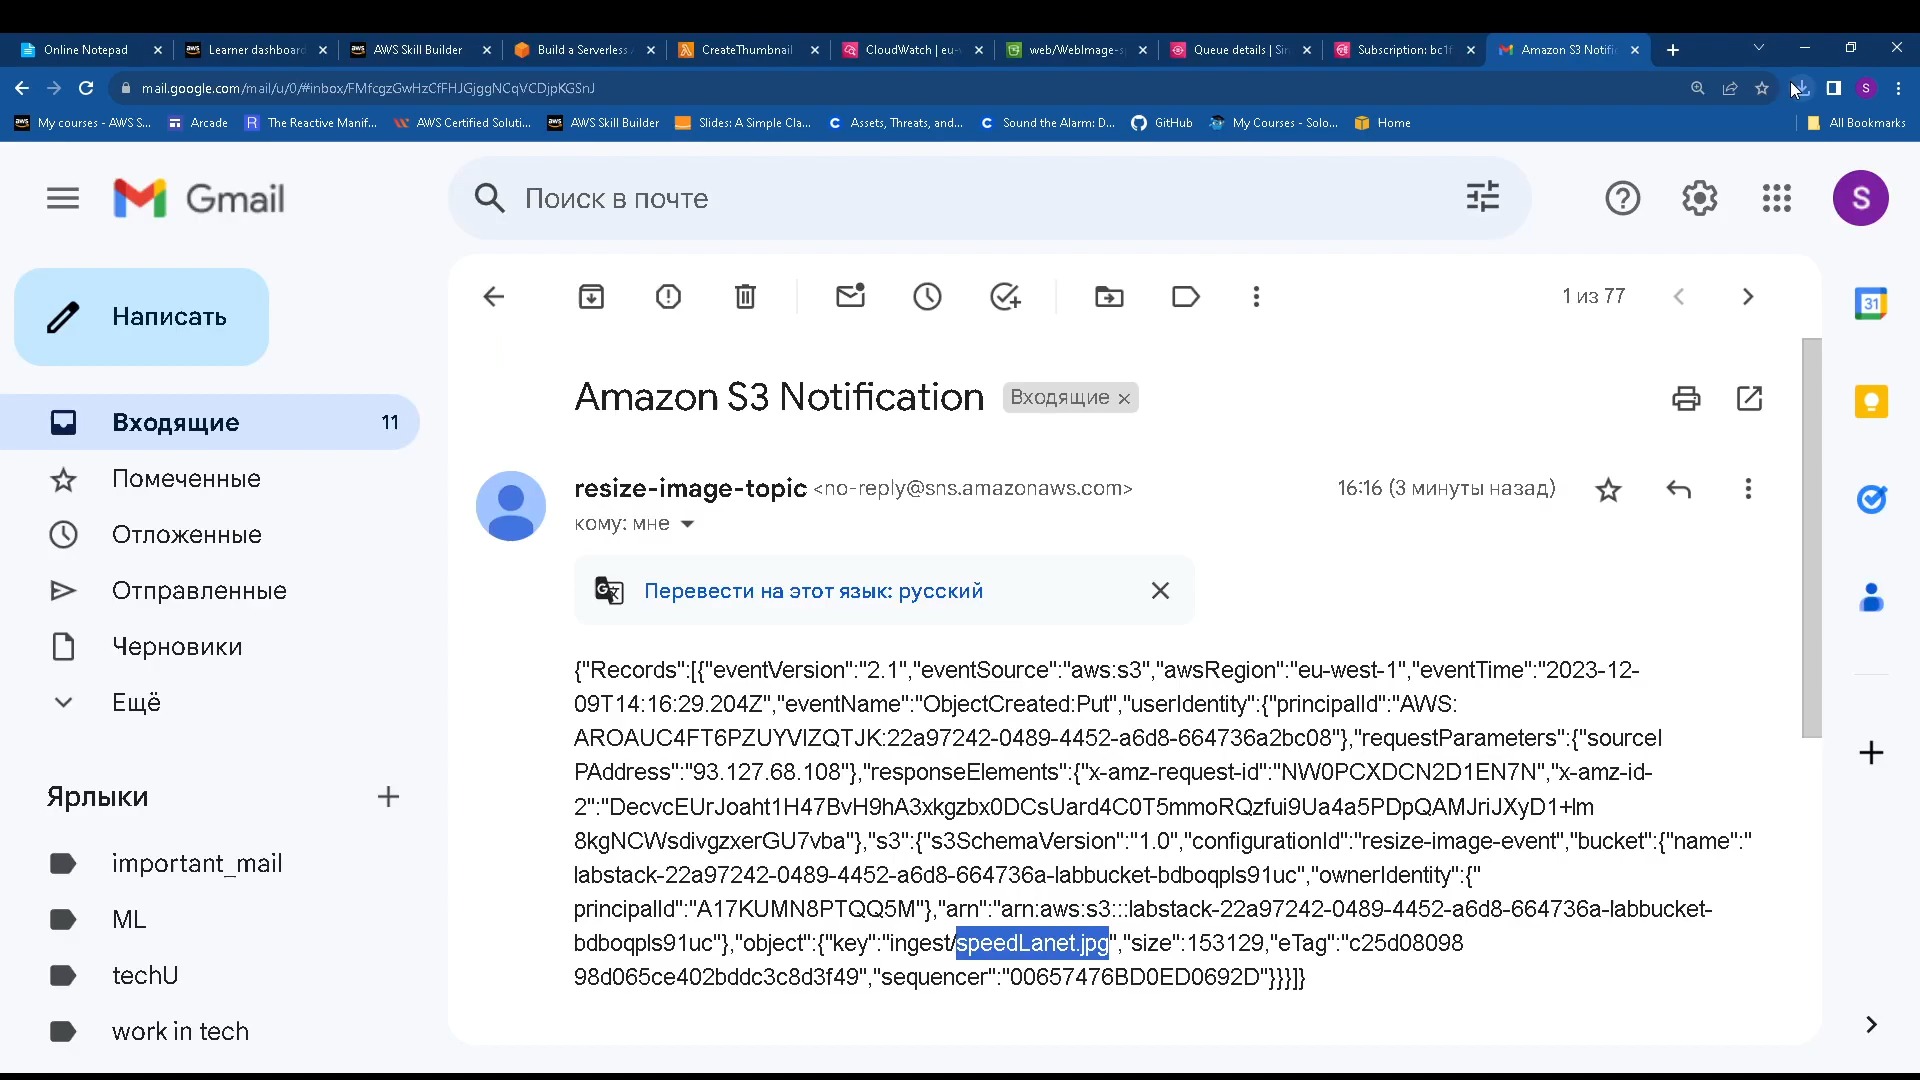 Online Notepad
Learner dashboard
AWS Skill Builder
Build a Serverless
CreateThumbnail
CloudWatch | eu-
web/WebImage-s
Queue details | Sim
Subscription: bc1f
Amazon S3 Notifi
mail.google.com/mail/u/0/#inbox/FMfcgzGwHzCfFHJGjggNCqVCDjpKGSnJ
S
My courses - AWS S...
Arcade
The Reactive Manif...
AWS Certified Soluti...
AWS Skill Builder
Slides: A Simple Cla...
Assets, Threats, and...
Sound the Alarm: D...
GitHub
My Courses - Solo...
Home
All Bookmarks
Gmail
Поиск в почте
S
Написать
1 из 77
31
Amazon S3 Notification
Входящие ×
Входящие 11
Помеченные
Отложенные
Отправленные
Черновики
Ещё
Ярлыки
important_mail
ML
techU
work in tech
resize-image-topic <no-reply@sns.amazonaws.com>
16:16 (3 минуты назад)
кому: мне
Перевести на этот язык: русский
{"Records":[{"eventVersion":"2.1","eventSource":"aws:s3","awsRegion":"eu-west-1","eventTime":"2023-12-
09T14:16:29.204Z","eventName":"ObjectCreated:Put","userIdentity":{"principalId":"AWS:
AROAUC4FT6PZUYVIZQTJK:22a97242-0489-4452-a6d8-664736a2bc08"},"requestParameters":{"sourceI
PAddress":"93.127.68.108"},"responseElements":{"x-amz-request-id":"NW0PCXDCN2D1EN7N","x-amz-id-
2":"DecvcEUrJoaht1H47BvH9hA3xkgzbx0DCsUard4C0T5mmoRQzfui9Ua4a5PDpQAMJriJXyD1+lm
8kgNCWsdivgzxerGU7vba"},"s3":{"s3SchemaVersion":"1.0","configurationId":"resize-image-event","bucket":{"name":"
labstack-22a97242-0489-4452-a6d8-664736a-labbucket-bdboqpls91uc","ownerIdentity":{"
principalId":"A17KUMN8PTQQ5M"},"arn":"arn:aws:s3:::labstack-22a97242-0489-4452-a6d8-664736a-labbucket-
bdboqpls91uc"},"object":{"key":"ingest/speedLanet.jpg","size":153129,"eTag":"c25d08098
98d065ce402bddc3c8d3f49","sequencer":"00657476BD0ED0692D"}}}]}